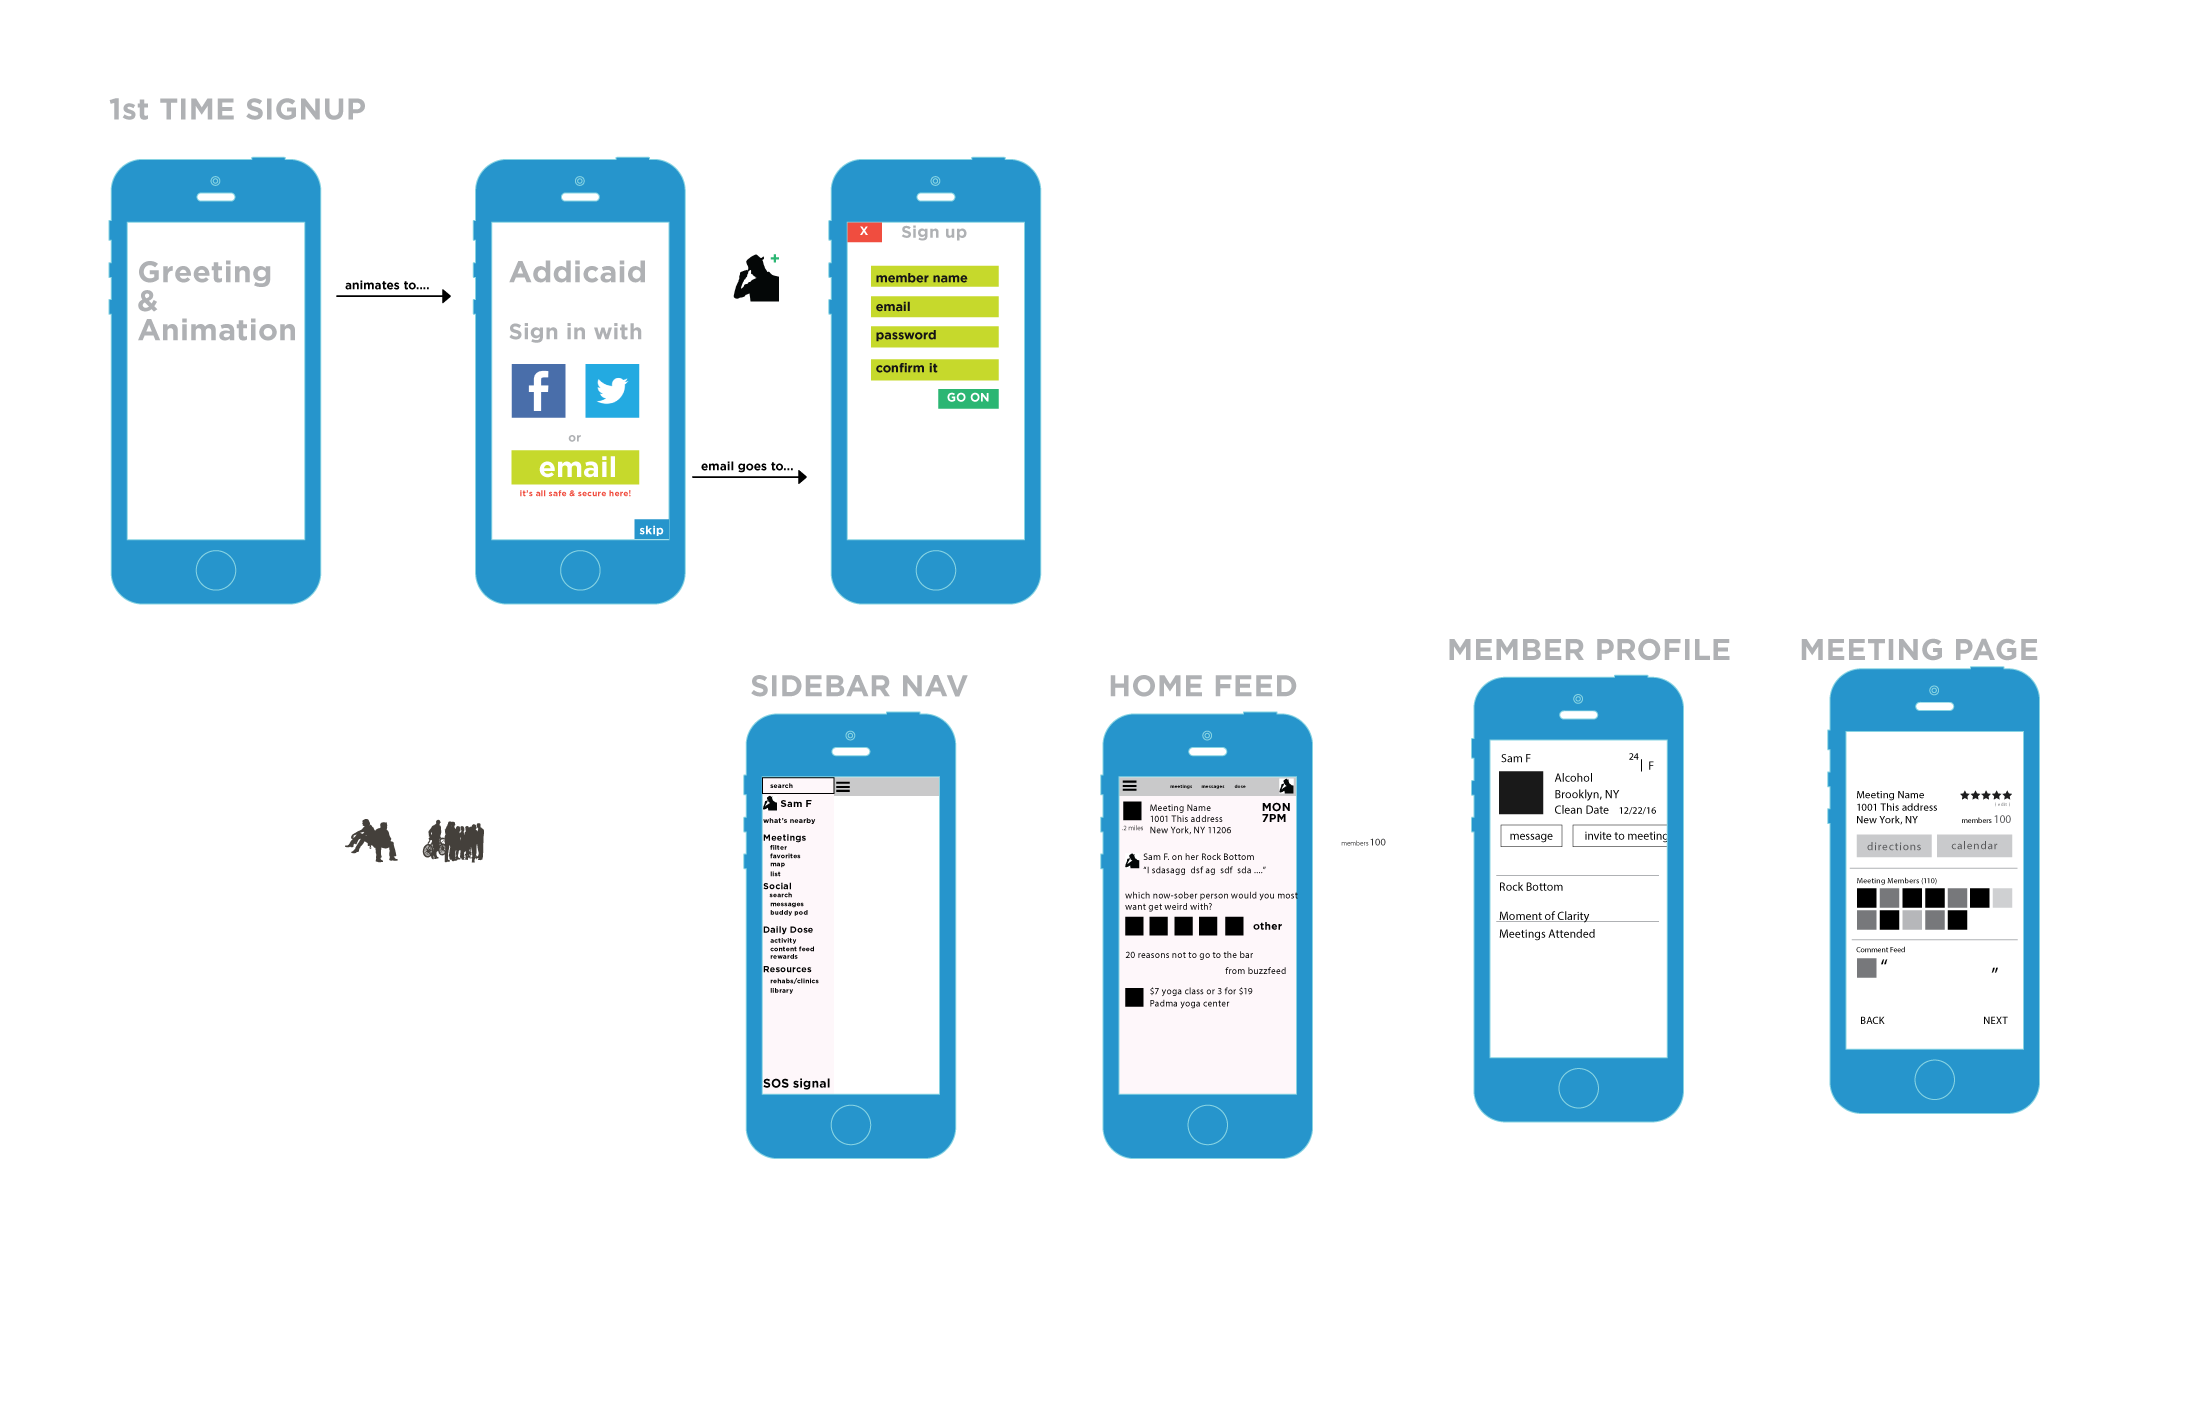 1st TIME SIGNUP
Greeting
&
Animation
animates to....
Addicaid
Sign in with
f
or
email
it's all safe & secure here!
skip
email goes to...
+
X
Sign up
member name
email
password
confirm it
GO ON
SIDEBAR NAV
search
Sam F
what's nearby
Meetings
filter
favorites
map
list
Social
search
messages
buddy pod
Daily Dose
activity
content feed
rewards
Resources
rehabs/clinics
library
SOS signal
HOME FEED
meetings messages dose
Meeting Name
1001 This address
New York, NY 11206
.2 miles
MON
7PM
Sam F. on her Rock Bottom
"I sdasagg dsf ag sdf sda ...."
which now-sober person would you most
want get weird with?
other
20 reasons not to go to the bar
from buzzfeed
$7 yoga class or 3 for $19
Padma yoga center
members 100
MEMBER PROFILE
Sam F
24 | F
Alcohol
Brooklyn, NY
Clean Date 12/22/16
message
invite to meeting
Rock Bottom
Moment of Clarity
Meetings Attended
MEETING PAGE
Meeting Name
1001 This address
New York, NY
members 100
directions
calendar
Meeting Members (110)
Comment Feed
" "
BACK
NEXT